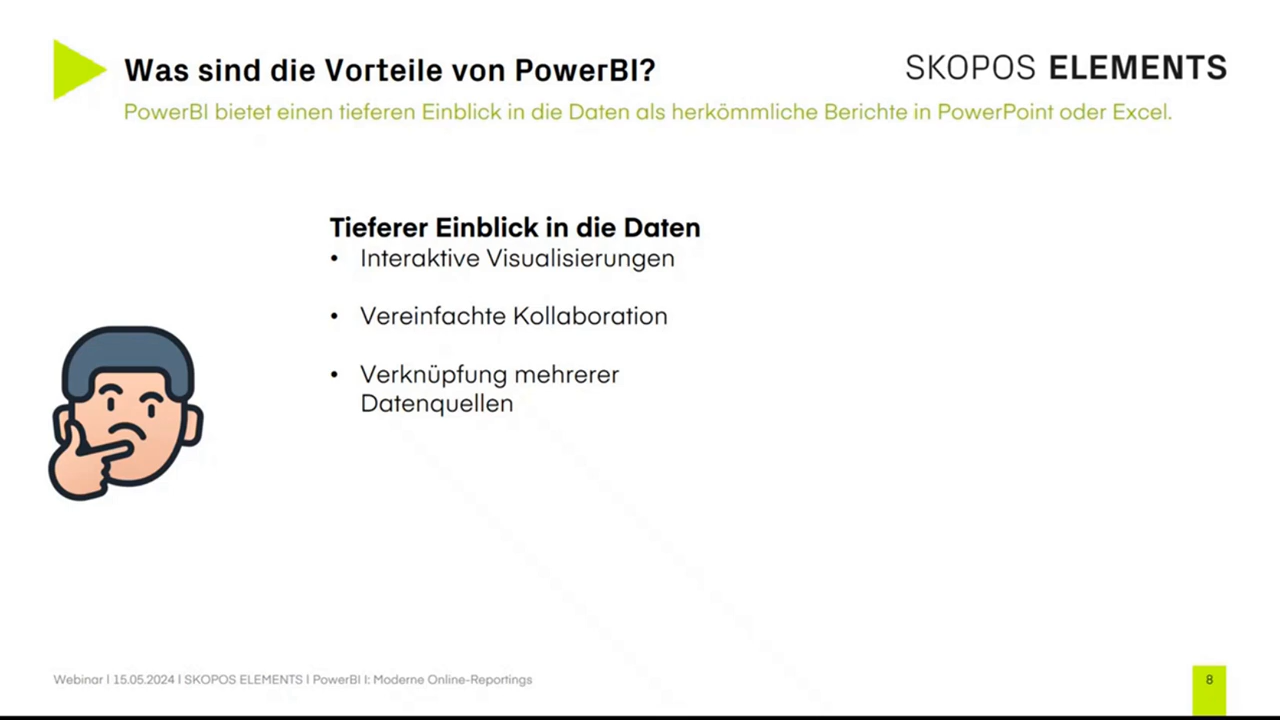 Was sind die Vorteile von PowerBI?
SKOPOS ELEMENTS
PowerBI bietet einen tieferen Einblick in die Daten als herkömmliche Berichte in PowerPoint oder Excel.
Tieferer Einblick in die Daten
• Interaktive Visualisierungen
• Vereinfachte Kollaboration
• Verknüpfung mehrerer
Datenquellen
Webinar | 15.05.2024 | SKOPOS ELEMENTS | PowerBI I: Moderne Online-Reportings
8